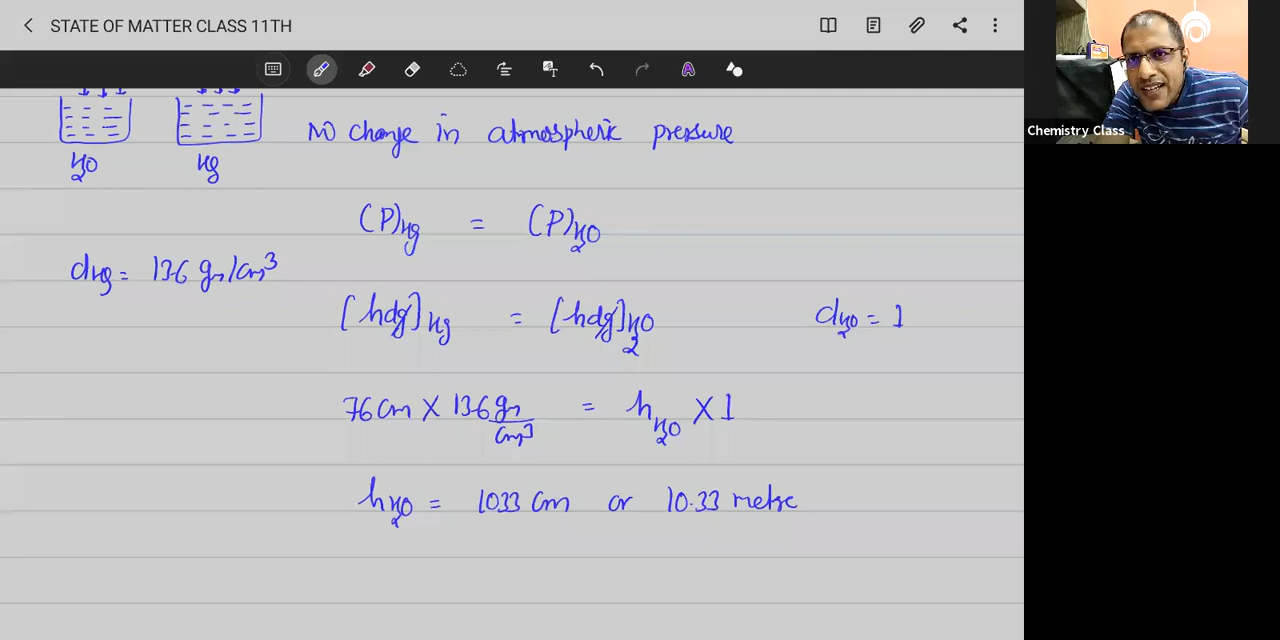 STATE OF MATTER CLASS 11TH
Chemistry Class
H2O Hg No change in atmospheric pressure
(P)Hg = (P)H2O
dHg = 13.6 gm/cm³
[hdg]Hg = [hdg]H2O dH2O = 1
76 cm X 13.6 gm/cm³ = hH2O X 1
hH2O = 1033 cm or 10.33 metre